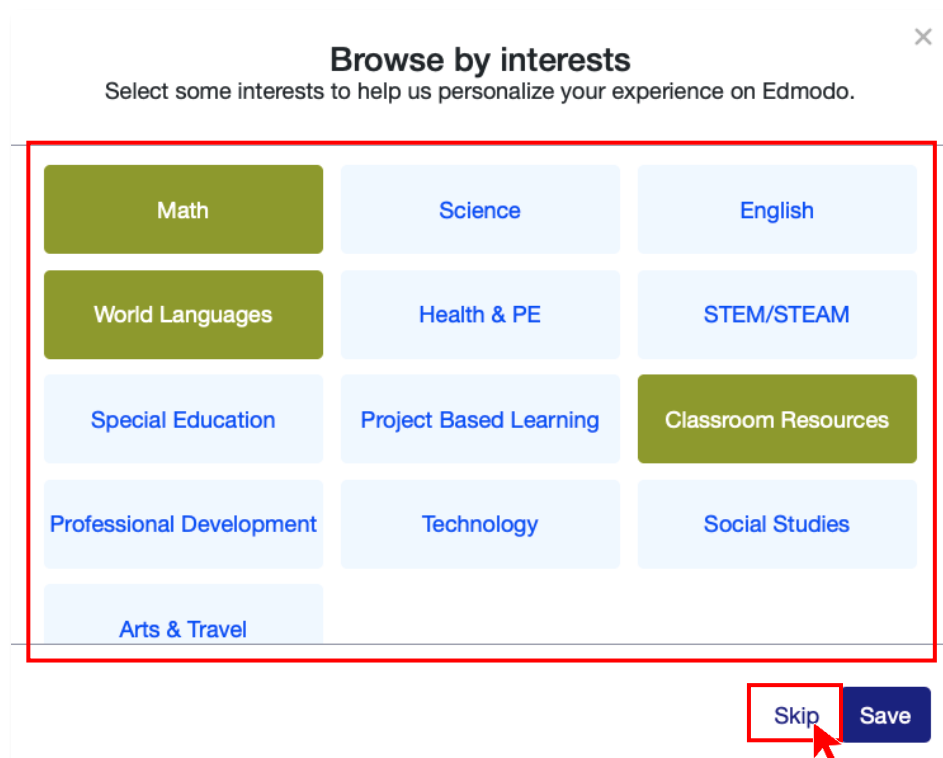 Browse by interests
Select some interests to help us personalize your experience on Edmodo.
Math
Science
English
World Languages
Health & PE
STEM/STEAM
Special Education
Project Based Learning
Classroom Resources
Professional Development
Technology
Social Studies
Arts & Travel
Skip
Save